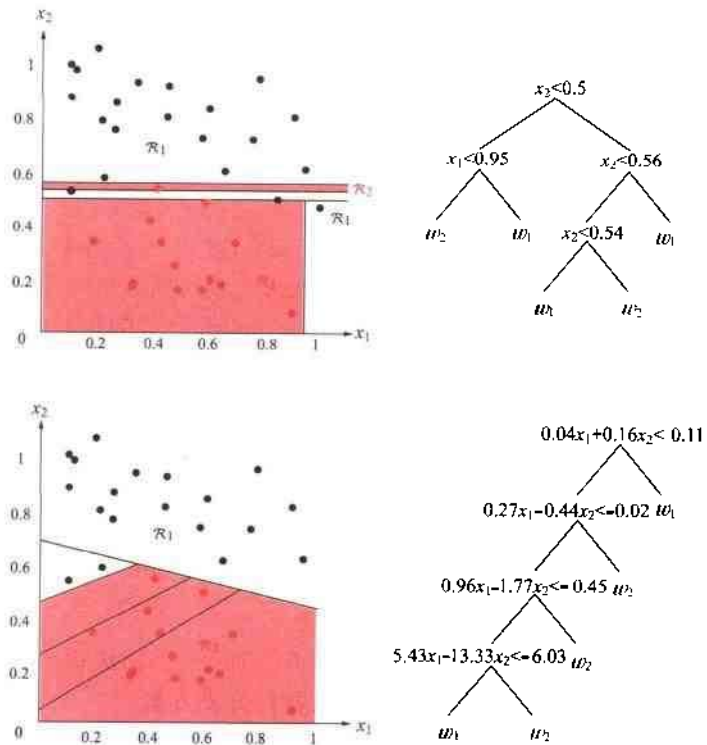 x₂
1
0.8
0.6
0.4
0.2
0
0.2 0.4 0.6 0.8 1 x₁
R₁
R₂
R₁
x₂<0.5
x₁<0.95 x₂<0.56
w₂ w₁ x₂<0.54 w₁
w₁ w₂
x₂
1
0.8
0.6
0.4
0.2
0
0.2 0.4 0.6 0.8 1 x₁
R₁
R₂
0.04x₁+0.16x₂< 0.11
0.27x₁−0.44x₂<−0.02 w₁
0.96x₁−1.77x₂<−0.45 w₂
5.43x₁−13.33x₂<−6.03 w₂
w₁ w₂